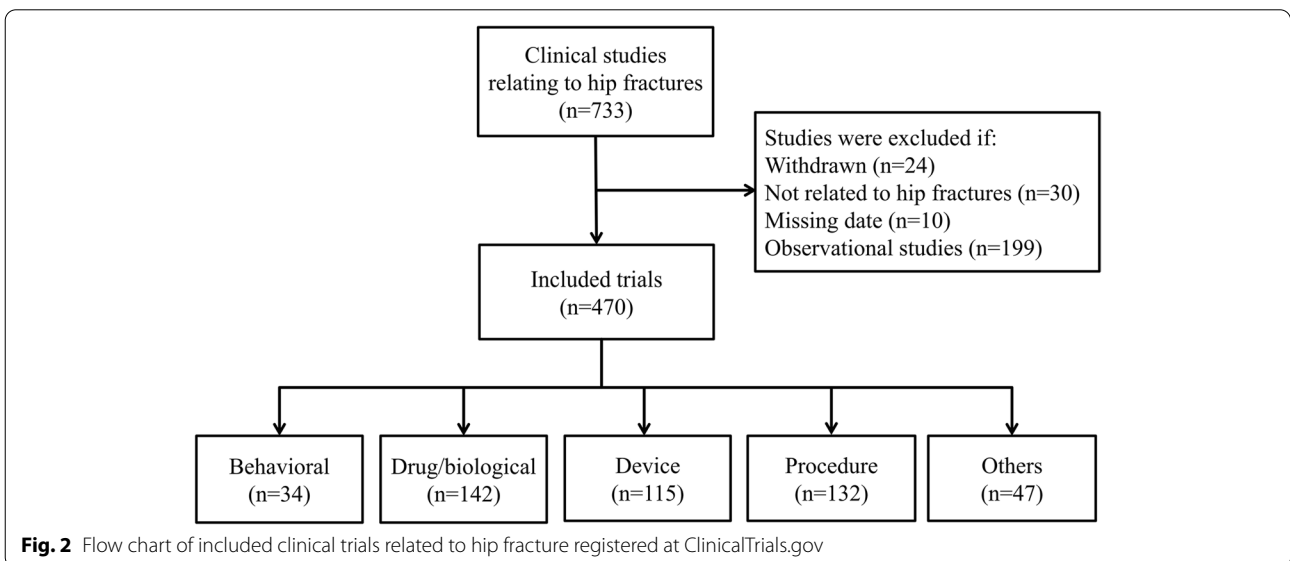 Clinical studies
relating to hip fractures
(n=733)
Studies were excluded if:
Withdrawn (n=24)
Not related to hip fractures (n=30)
Missing date (n=10)
Observational studies (n=199)
Included trials
(n=470)
Behavioral
(n=34)
Drug/biological
(n=142)
Device
(n=115)
Procedure
(n=132)
Others
(n=47)
Fig. 2 Flow chart of included clinical trials related to hip fracture registered at ClinicalTrials.gov